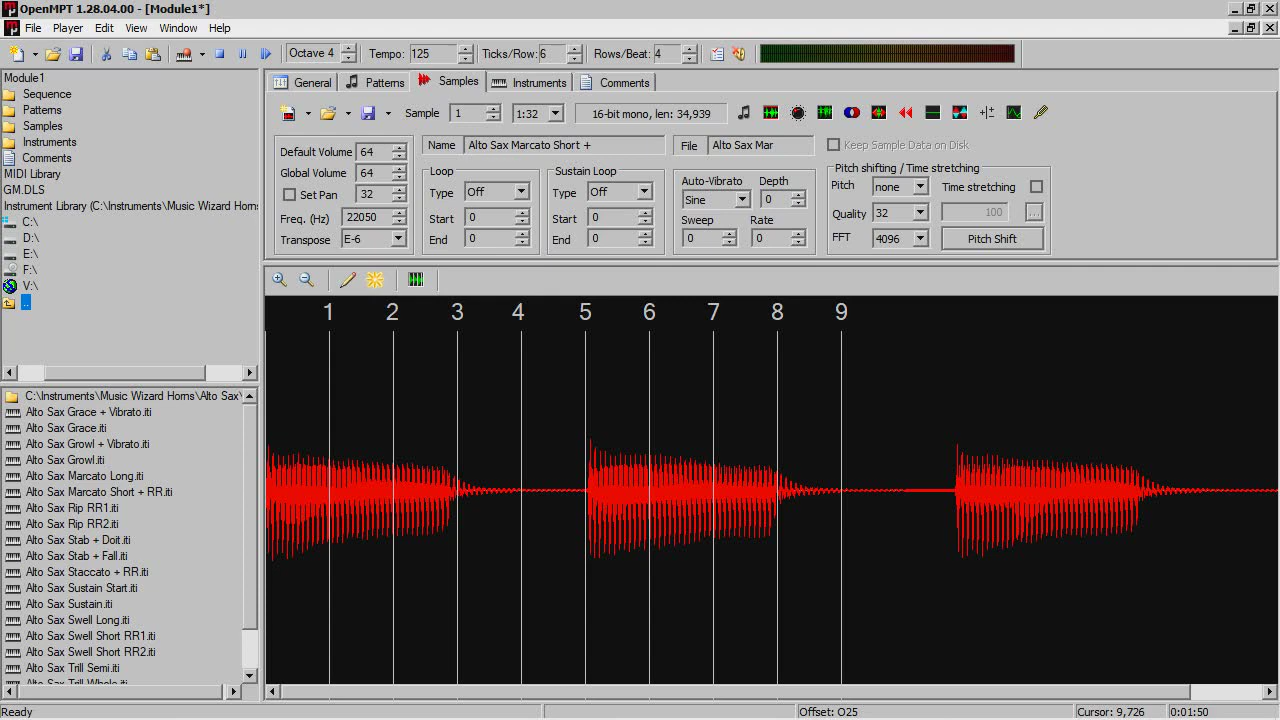 OpenMPT 1.28.04.00 - [Module1*]
File Player Edit View Window Help
Octave 4 Tempo: 125 Ticks/Row: 6 Rows/Beat: 4
Module1
Sequence
Patterns
Samples
Instruments
Comments
MIDI Library
GM.DLS
Instrument Library (C:\Instruments\Music Wizard Horns
C:\
D:\
E:\
F:\
V:\
..
C:\Instruments\Music Wizard Horns\Alto Sax\
Alto Sax Grace + Vibrato.iti
Alto Sax Grace.iti
Alto Sax Growl + Vibrato.iti
Alto Sax Growl.iti
Alto Sax Marcato Long.iti
Alto Sax Marcato Short + RR.iti
Alto Sax Rip RR1.iti
Alto Sax Rip RR2.iti
Alto Sax Stab + Doit.iti
Alto Sax Stab + Fall.iti
Alto Sax Staccato + RR.iti
Alto Sax Sustain Start.iti
Alto Sax Sustain.iti
Alto Sax Swell Long.iti
Alto Sax Swell Short RR1.iti
Alto Sax Swell Short RR2.iti
Alto Sax Trill Semi.iti
Alto Sax Trill Whole.iti
General Patterns Samples Instruments Comments
Sample 1 1:32 16-bit mono, len: 34,939
Default Volume 64
Global Volume 64
Set Pan 32
Freq. (Hz) 22050
Transpose E-6
Name Alto Sax Marcato Short +
Loop
Type Off
Start 0
End 0
Sustain Loop
Type Off
Start 0
End 0
File Alto Sax Mar
Auto-Vibrato Depth
Sine 0
Sweep Rate
0 0
Keep Sample Data on Disk
Pitch shifting / Time stretching
Pitch none Time stretching
Quality 32 100 ...
FFT 4096 Pitch Shift
1 2 3 4 5 6 7 8 9
Ready Offset: O25 Cursor: 9,726 0:01:50